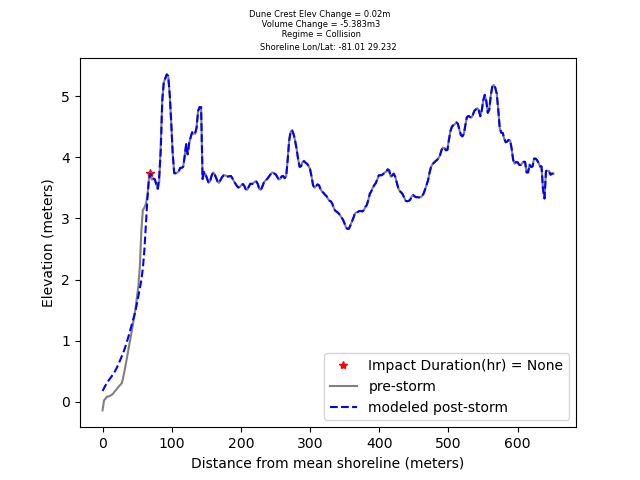 Dune Crest Elev Change = 0.02m
Volume Change = -5.383m3
Regime = Collision
Shoreline Lon/Lat: -81.01 29.232
Elevation (meters)
5
4
3
2
1
0
Impact Duration(hr) = None
pre-storm
modeled post-storm
0 100 200 300 400 500 600
Distance from mean shoreline (meters)